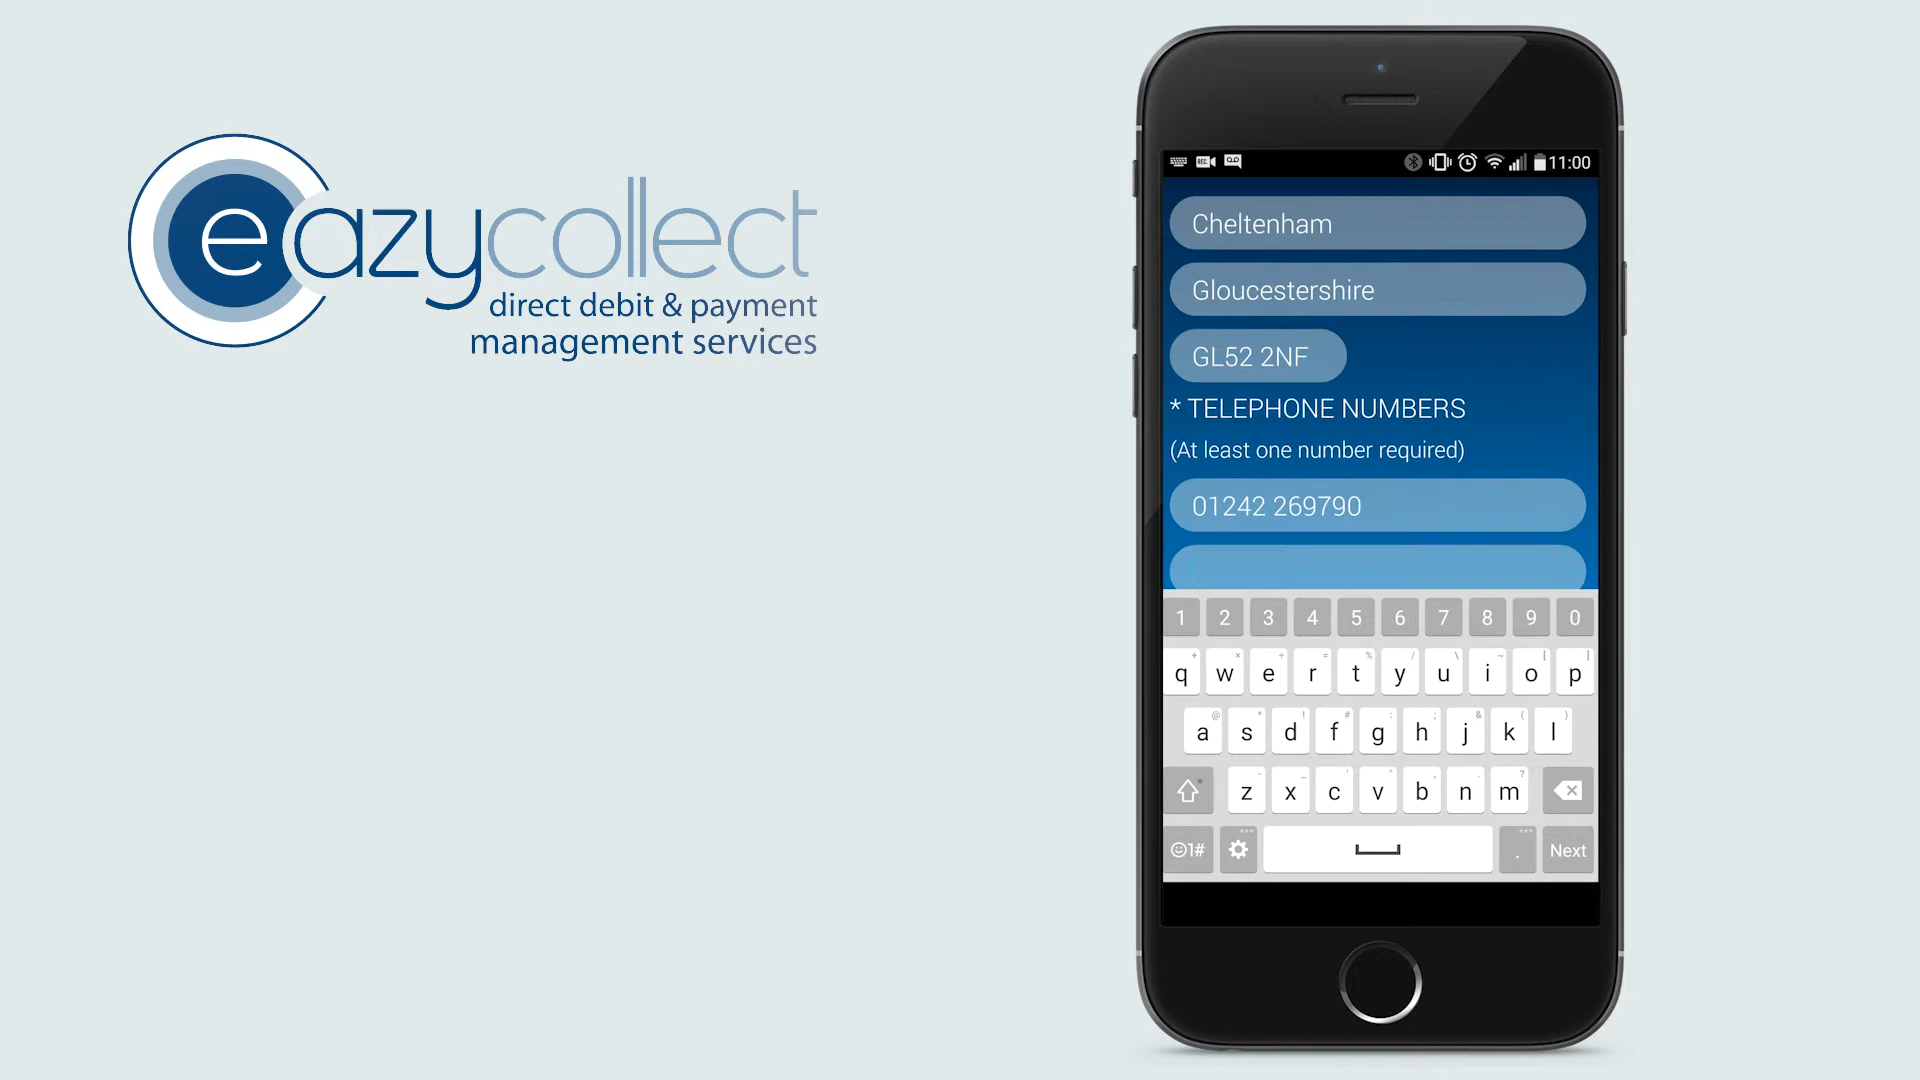 eazycollect
direct debit & payment
management services
REC
11:00
Cheltenham
Gloucestershire
GL52 2NF
* TELEPHONE NUMBERS
(At least one number required)
01242 269790
1 2 3 4 5 6 7 8 9 0
q w e r t y u i o p
a s d f g h j k l
z x c v b n m
1# . Next